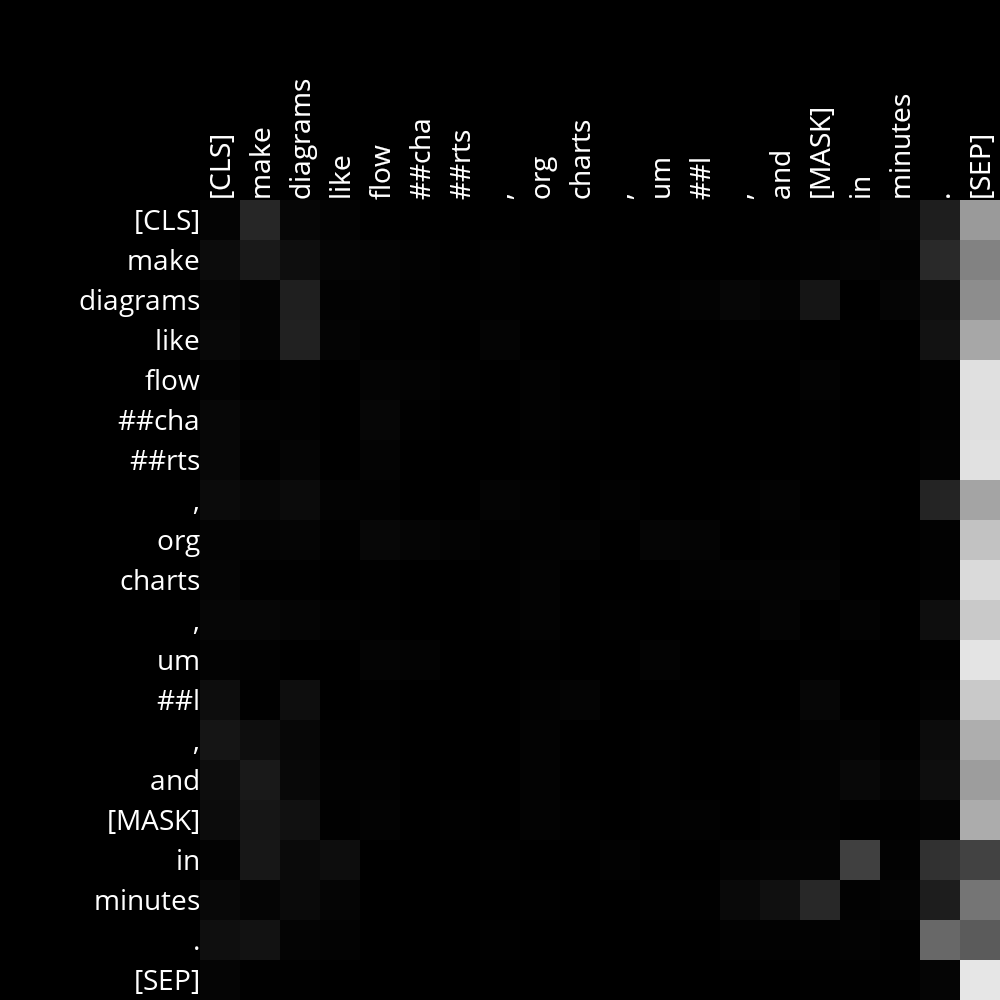 [CLS] make diagrams like flow ##cha ##rts , org charts , um ##l , and [MASK] in minutes . [SEP]
[CLS]
make
diagrams
like
flow
##cha
##rts
,
org
charts
,
um
##l
,
and
[MASK]
in
minutes
.
[SEP]